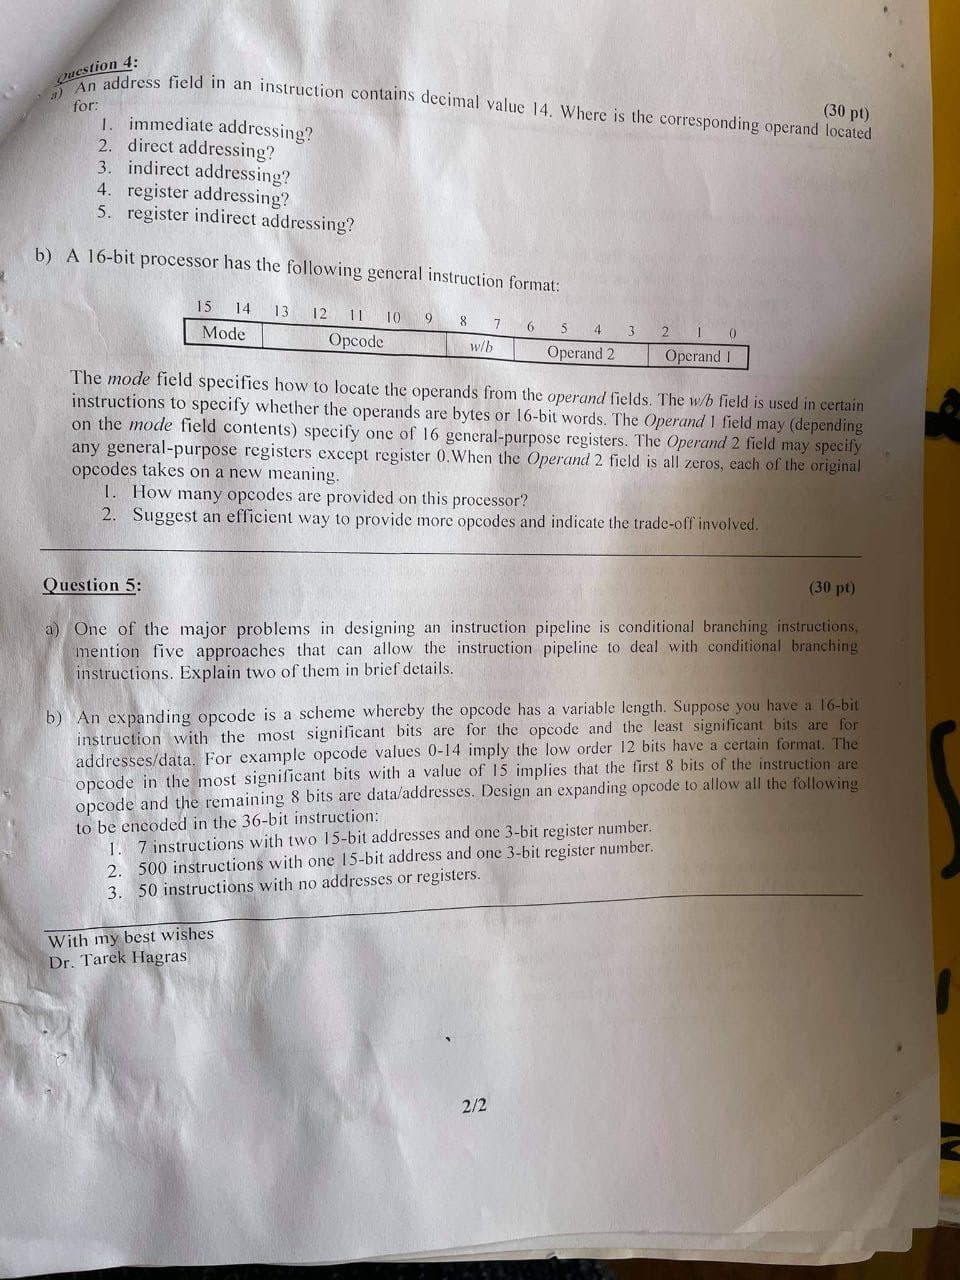 Question 4:
(30 pt)
a) An address field in an instruction contains decimal value 14. Where is the corresponding operand located
for:
1. immediate addressing?
2. direct addressing?
3. indirect addressing?
4. register addressing?
5. register indirect addressing?
b) A 16-bit processor has the following general instruction format:
15 14 13 12 11 10 9 8 7 6 5 4 3 2 1 0
Mode Opcode w/b Operand 2 Operand 1
The mode field specifies how to locate the operands from the operand fields. The w/b field is used in certain
instructions to specify whether the operands are bytes or 16-bit words. The Operand 1 field may (depending
on the mode field contents) specify one of 16 general-purpose registers. The Operand 2 field may specify
any general-purpose registers except register 0.When the Operand 2 field is all zeros, each of the original
opcodes takes on a new meaning.
1. How many opcodes are provided on this processor?
2. Suggest an efficient way to provide more opcodes and indicate the trade-off involved.
Question 5:
(30 pt)
a) One of the major problems in designing an instruction pipeline is conditional branching instructions,
mention five approaches that can allow the instruction pipeline to deal with conditional branching
instructions. Explain two of them in brief details.
b) An expanding opcode is a scheme whereby the opcode has a variable length. Suppose you have a 16-bit
instruction with the most significant bits are for the opcode and the least significant bits are for
addresses/data. For example opcode values 0-14 imply the low order 12 bits have a certain format. The
opcode in the most significant bits with a value of 15 implies that the first 8 bits of the instruction are
opcode and the remaining 8 bits are data/addresses. Design an expanding opcode to allow all the following
to be encoded in the 36-bit instruction:
1. 7 instructions with two 15-bit addresses and one 3-bit register number.
2. 500 instructions with one 15-bit address and one 3-bit register number.
3. 50 instructions with no addresses or registers.
With my best wishes
Dr. Tarek Hagras
2/2